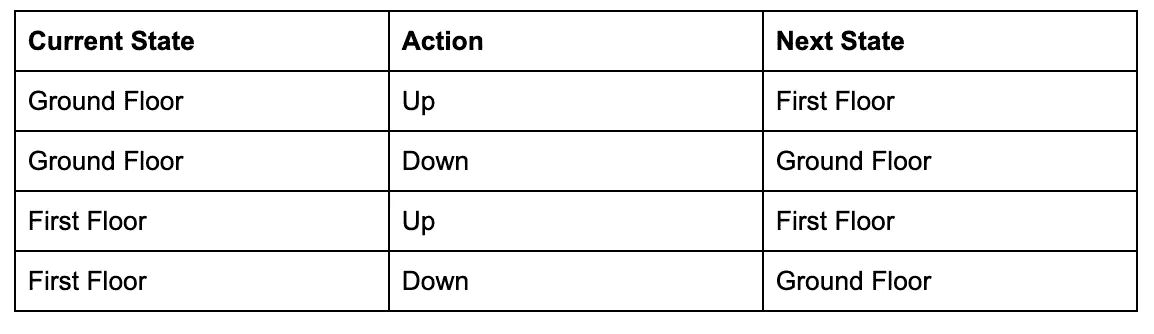 Current State Action Next State
Ground Floor Up First Floor
Ground Floor Down Ground Floor
First Floor Up First Floor
First Floor Down Ground Floor